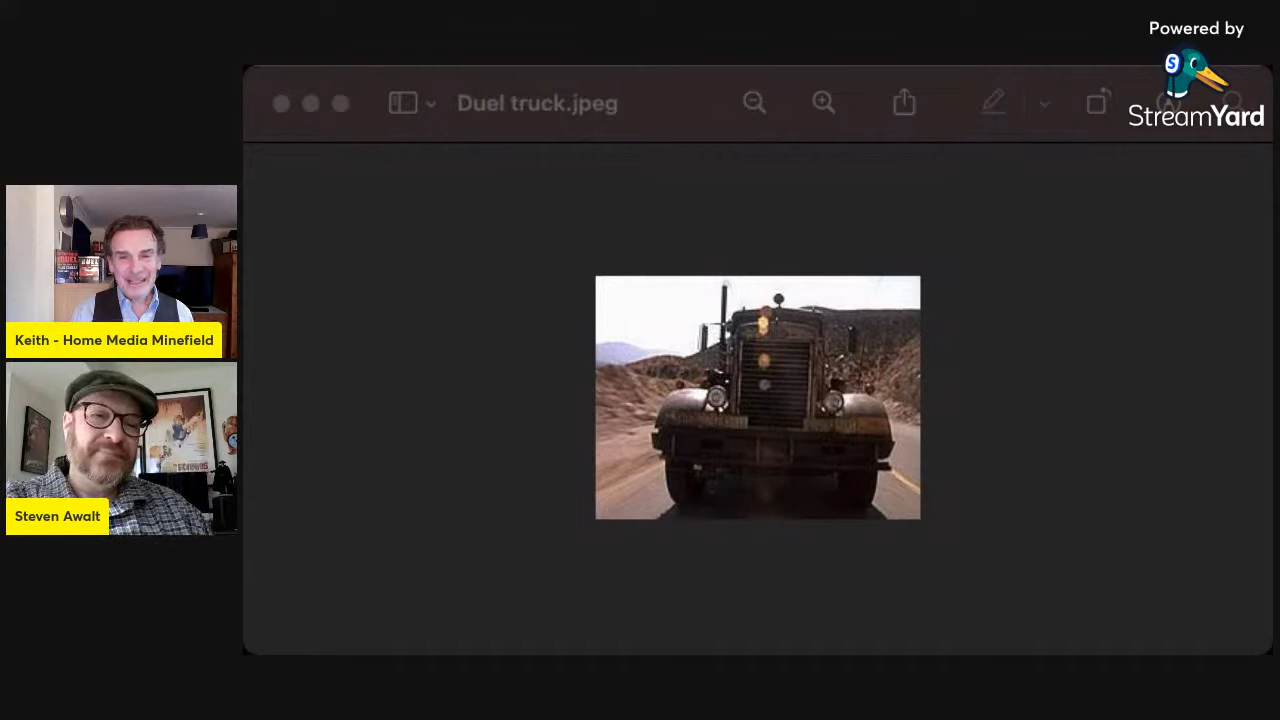 Powered by
StreamYard
Duel truck.jpeg
Keith - Home Media Minefield
Steven Awalt